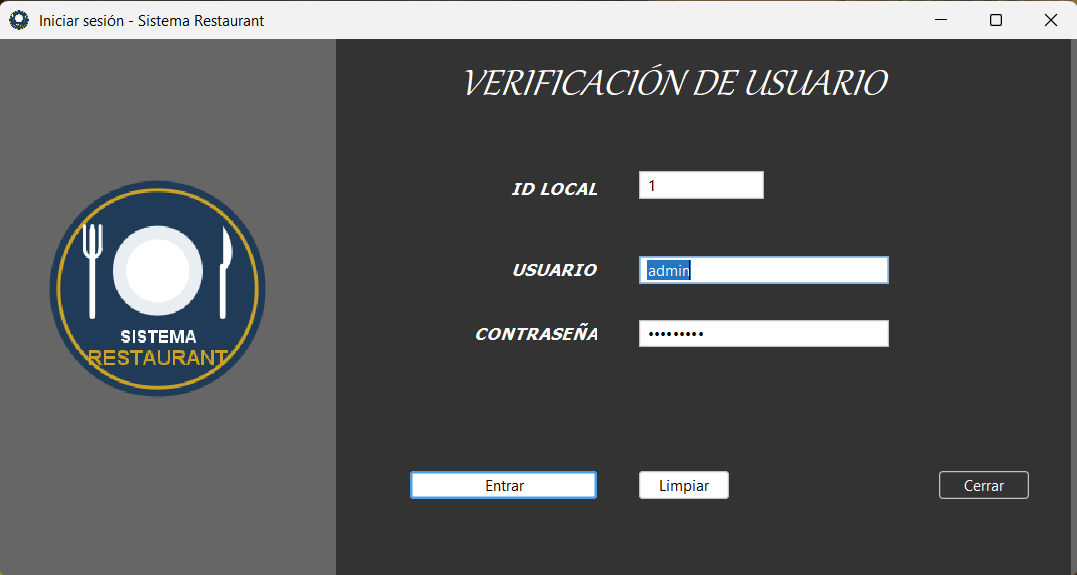 Iniciar sesión - Sistema Restaurant
VERIFICACIÓN DE USUARIO
ID LOCAL
1
USUARIO
admin
SISTEMA
RESTAURANT
CONTRASEÑA
•••••••••
Entrar
Limpiar
Cerrar